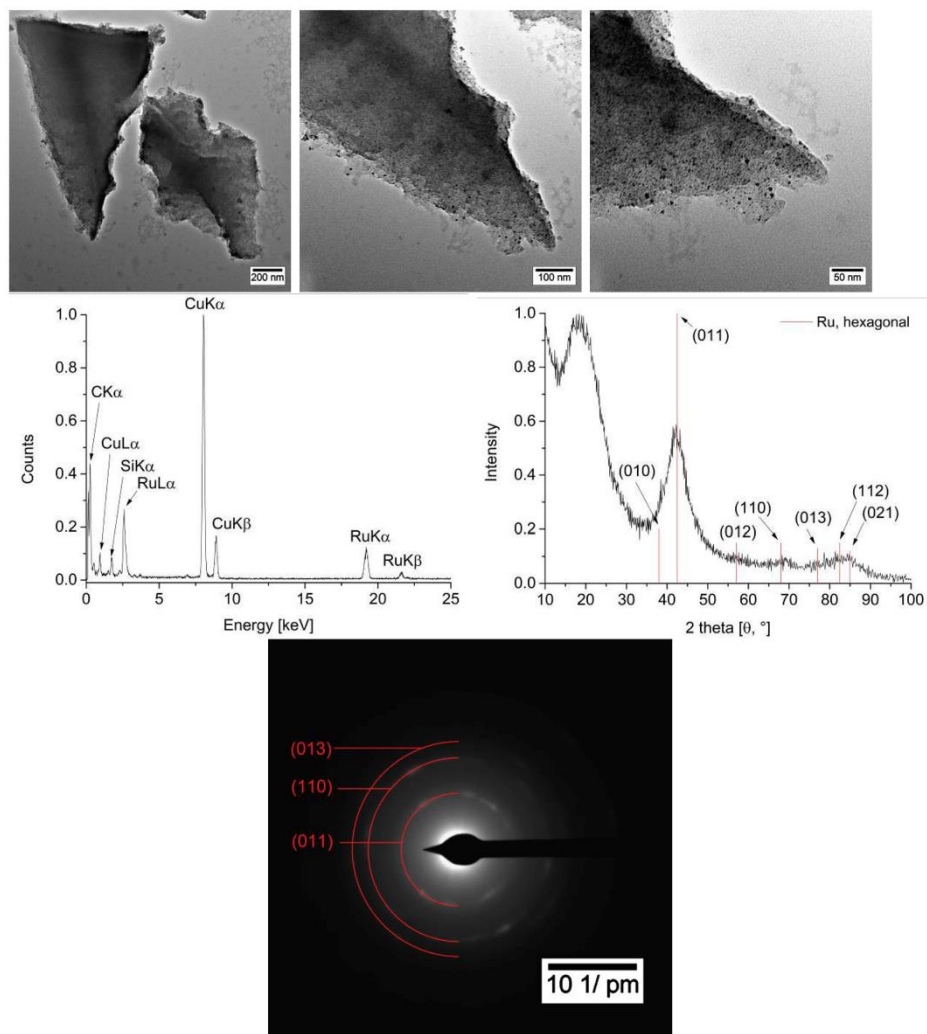 200 nm
100 nm
50 nm
CuKα
1.0
0.8
0.6
0.4
0.2
0.0
Counts
CKα
CuLα
SiKα
RuLα
CuKβ
RuKα
RuKβ
0 5 10 15 20 25
Energy [keV]
1.0
0.8
0.6
0.4
0.2
0.0
Intensity
Ru, hexagonal
(011)
(010)
(012)
(110)
(013)
(112)
(021)
10 20 30 40 50 60 70 80 90 100
2 theta [θ, °]
(013)
(110)
(011)
10 1/ pm